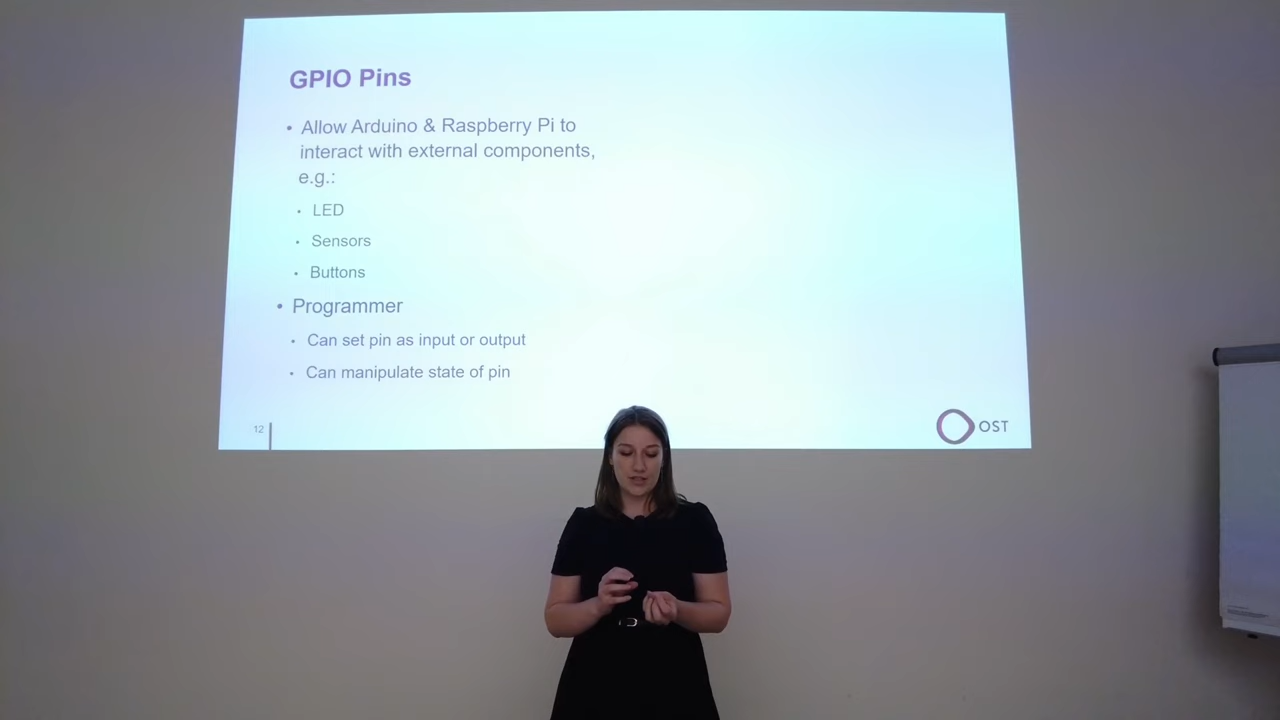 GPIO Pins
• Allow Arduino & Raspberry Pi to
interact with external components,
e.g.:
• LED
• Sensors
• Buttons
• Programmer
• Can set pin as input or output
• Can manipulate state of pin
12
OST